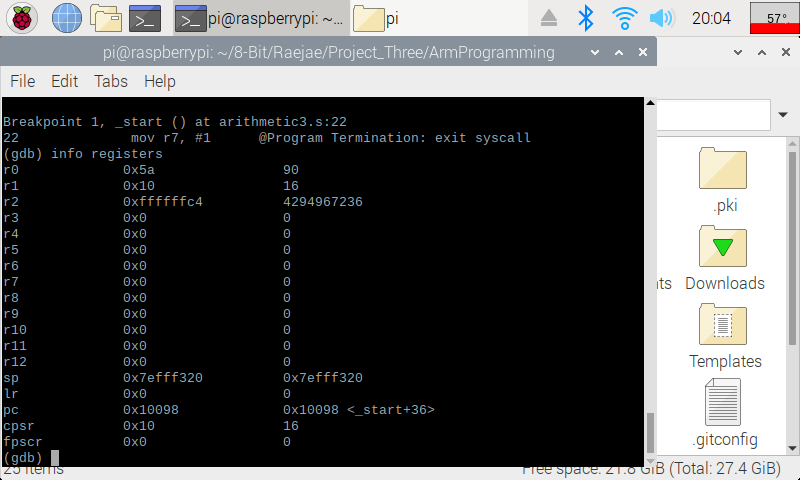 pi@raspberrypi: ~... pi 20:04 57°
pi@raspberrypi: ~/8-Bit/Raejae/Project_Three/ArmProgramming
File Edit Tabs Help
Breakpoint 1, _start () at arithmetic3.s:22
22 mov r7, #1 @Program Termination: exit syscall
(gdb) info registers
r0 0x5a 90
r1 0x10 16
r2 0xffffffc4 4294967236
r3 0x0 0
r4 0x0 0
r5 0x0 0
r6 0x0 0
r7 0x0 0
r8 0x0 0
r9 0x0 0
r10 0x0 0
r11 0x0 0
r12 0x0 0
sp 0x7efff320 0x7efff320
lr 0x0 0
pc 0x10098 0x10098 <_start+36>
cpsr 0x10 16
fpscr 0x0 0
(gdb)
.pki
nts Downloads
Templates
.gitconfig
25 items Free space: 21.8 GiB (Total: 27.4 GiB)